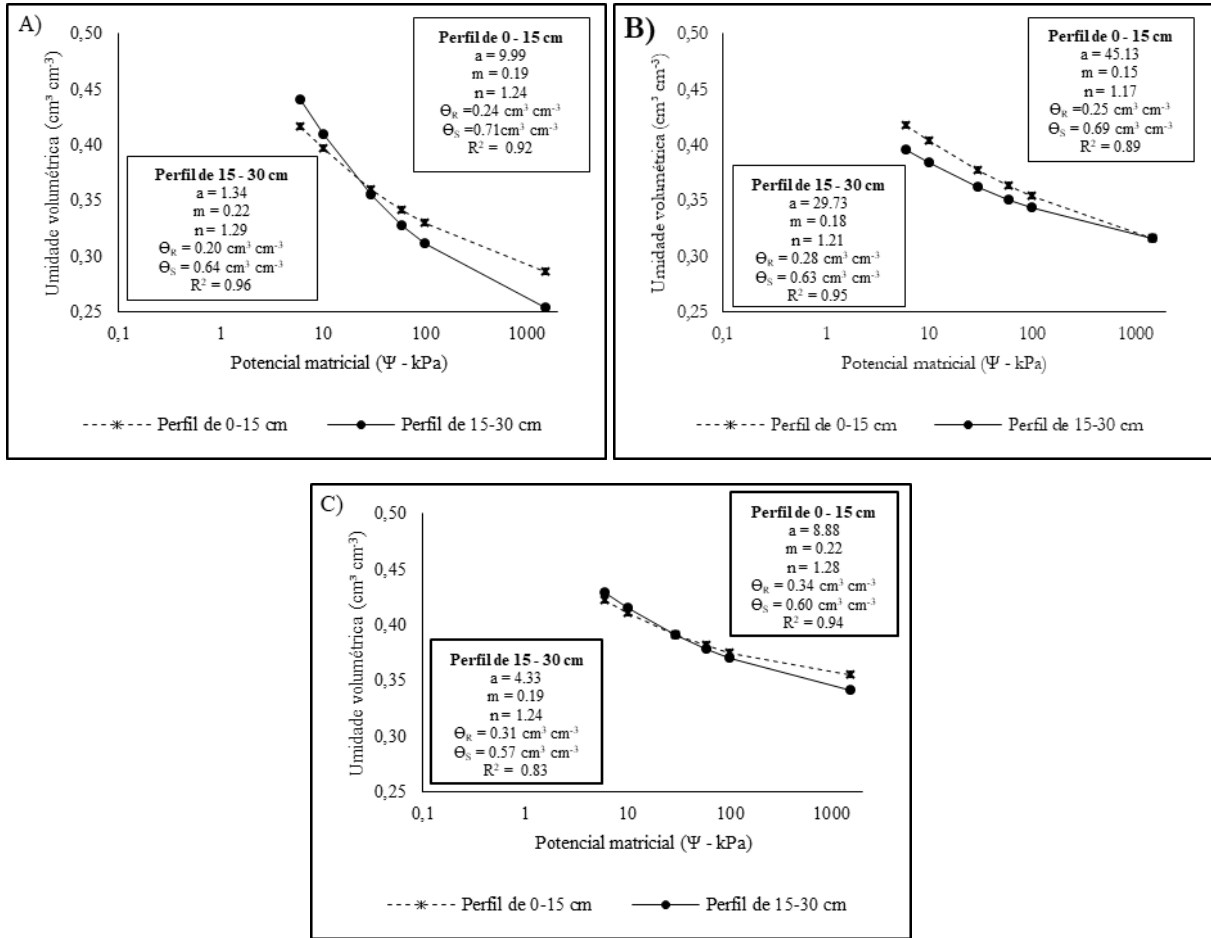 A)
Umidade volumétrica (cm³ cm⁻³)
0,50
0,45
0,40
0,35
0,30
0,25
0,1
1
10
100
1000
Potencial matricial (Ψ - kPa)
Perfil de 0 - 15 cm
a = 9.99
m = 0.19
n = 1.24
Ɵ_R =0.24 cm³ cm⁻³
Ɵ_S =0.71cm³ cm⁻³
R² = 0.92
Perfil de 15 - 30 cm
a = 1.34
m = 0.22
n = 1.29
Ɵ_R = 0.20 cm³ cm⁻³
Ɵ_S = 0.64 cm³ cm⁻³
R² = 0.96
Perfil de 0-15 cm
Perfil de 15-30 cm
B)
Umidade volumétrica (cm³ cm⁻³)
0,50
0,45
0,40
0,35
0,30
0,25
0,1
1
10
100
1000
Potencial matricial (Ψ - kPa)
Perfil de 0 - 15 cm
a = 45.13
m = 0.15
n = 1.17
Ɵ_R =0.25 cm³ cm⁻³
Ɵ_S = 0.69 cm³ cm⁻³
R² = 0.89
Perfil de 15 - 30 cm
a = 29.73
m = 0.18
n = 1.21
Ɵ_R = 0.28 cm³ cm⁻³
Ɵ_S = 0.63 cm³ cm⁻³
R² = 0.95
Perfil de 0-15 cm
Perfil de 15-30 cm
C)
Umidade volumétrica (cm³ cm⁻³)
0,50
0,45
0,40
0,35
0,30
0,25
0,1
1
10
100
1000
Potencial matricial (Ψ - kPa)
Perfil de 0 - 15 cm
a = 8.88
m = 0.22
n = 1.28
Ɵ_R = 0.34 cm³ cm⁻³
Ɵ_S = 0.60 cm³ cm⁻³
R² = 0.94
Perfil de 15 - 30 cm
a = 4.33
m = 0.19
n = 1.24
Ɵ_R = 0.31 cm³ cm⁻³
Ɵ_S = 0.57 cm³ cm⁻³
R² = 0.83
Perfil de 0-15 cm
Perfil de 15-30 cm